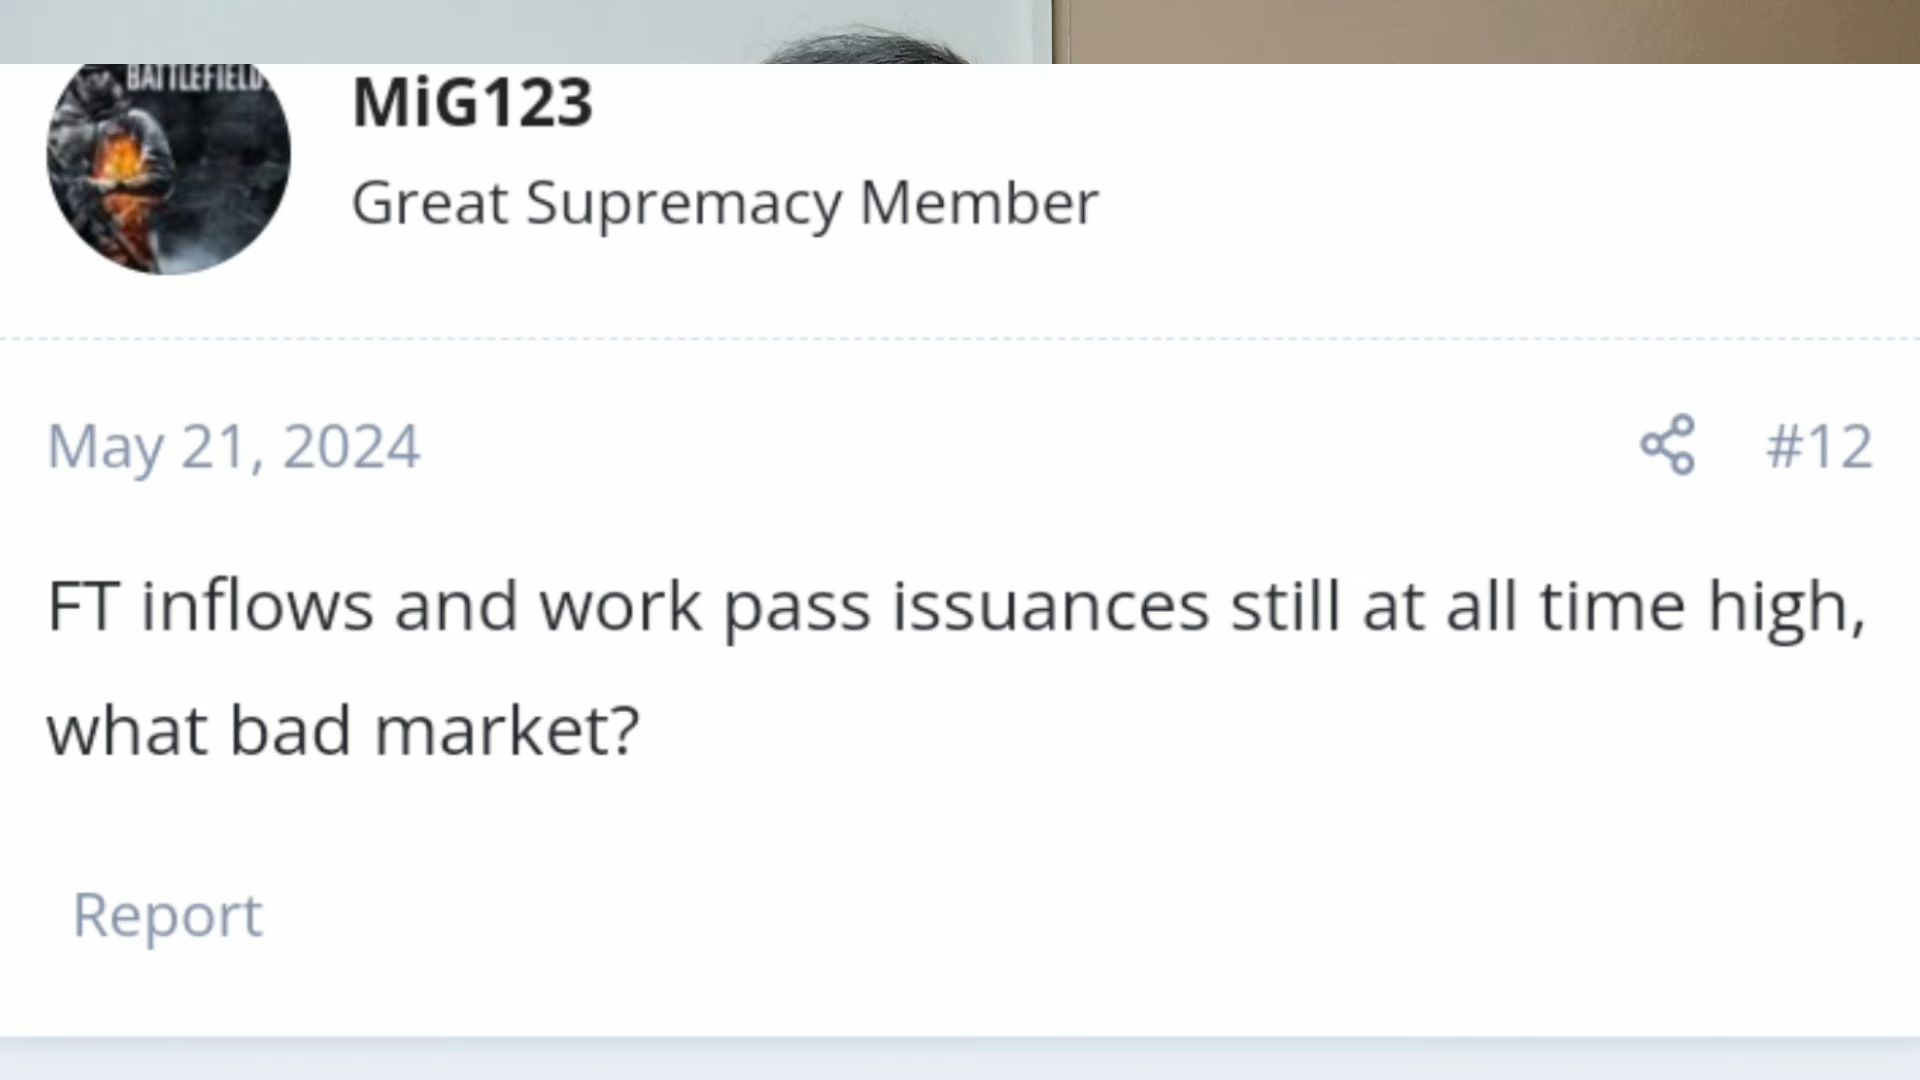 BATTLEFIELD
MiG123
Great Supremacy Member
May 21, 2024
#12
FT inflows and work pass issuances still at all time high,
what bad market?
Report